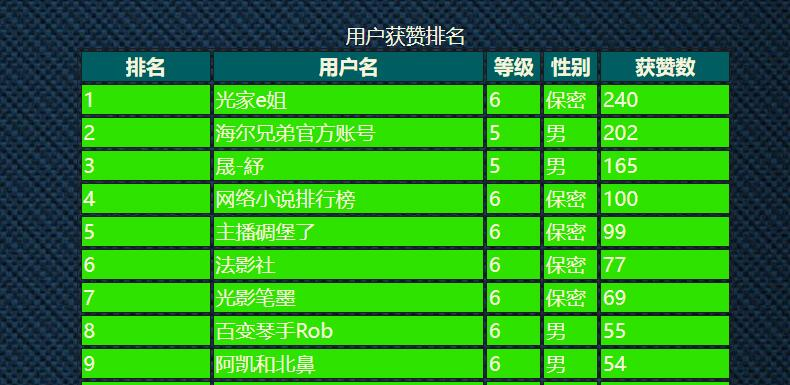 用户获赞排名
排名 用户名 等级 性别 获赞数
1 光家e姐 6 保密 240
2 海尔兄弟官方账号 5 男 202
3 晟-紓 5 男 165
4 网络小说排行榜 6 保密 100
5 主播碉堡了 6 保密 99
6 法影社 6 保密 77
7 光影笔墨 6 保密 69
8 百变琴手Rob 6 男 55
9 阿凯和北鼻 6 男 54